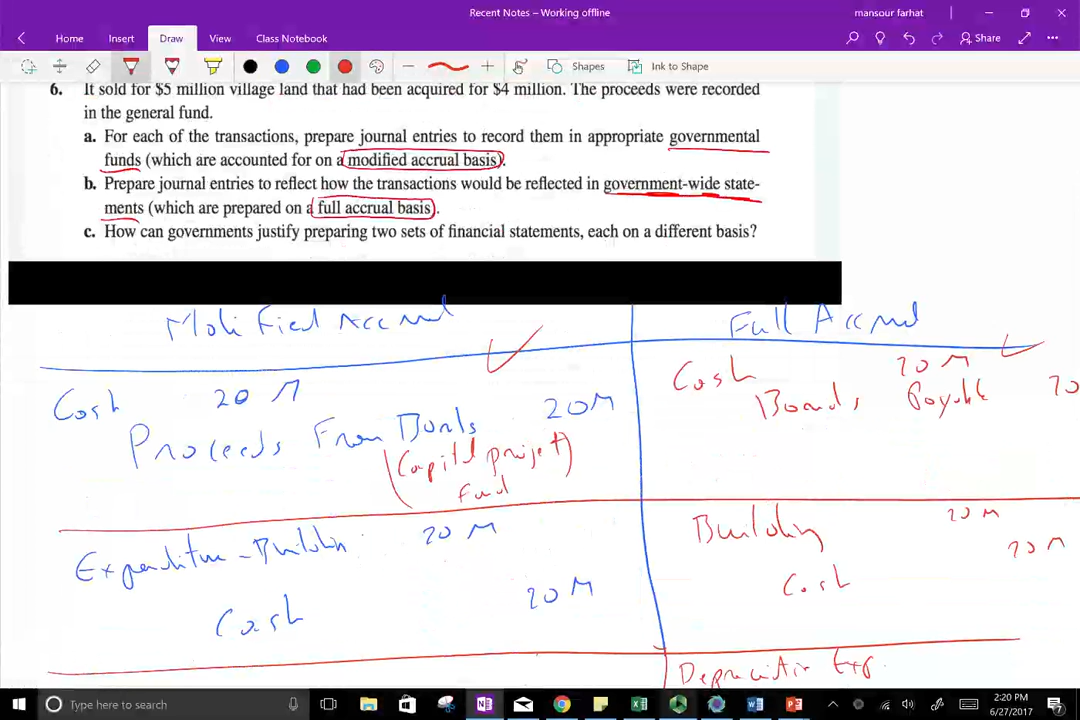 Recent Notes – Working offline
mansour farhat
Home Insert Draw View Class Notebook
Share
Shapes
Ink to Shape
6. It sold for $5 million village land that had been acquired for $4 million. The proceeds were recorded
in the general fund.
a. For each of the transactions, prepare journal entries to record them in appropriate governmental
funds (which are accounted for on a modified accrual basis).
b. Prepare journal entries to reflect how the transactions would be reflected in government-wide state-
ments (which are prepared on a full accrual basis).
c. How can governments justify preparing two sets of financial statements, each on a different basis?
Modified Accrual
Full Accrual
Cash 20 M
Proceeds From Bonds 20M
(Capital project)
fund
Cash 20 M
Bonds Payable 20
Expenditure - Building 20 M
Cash 20 M
Building 20 M
Cash 20 M
Depreciation Exp.
Type here to search
2:20 PM
6/27/2017
7